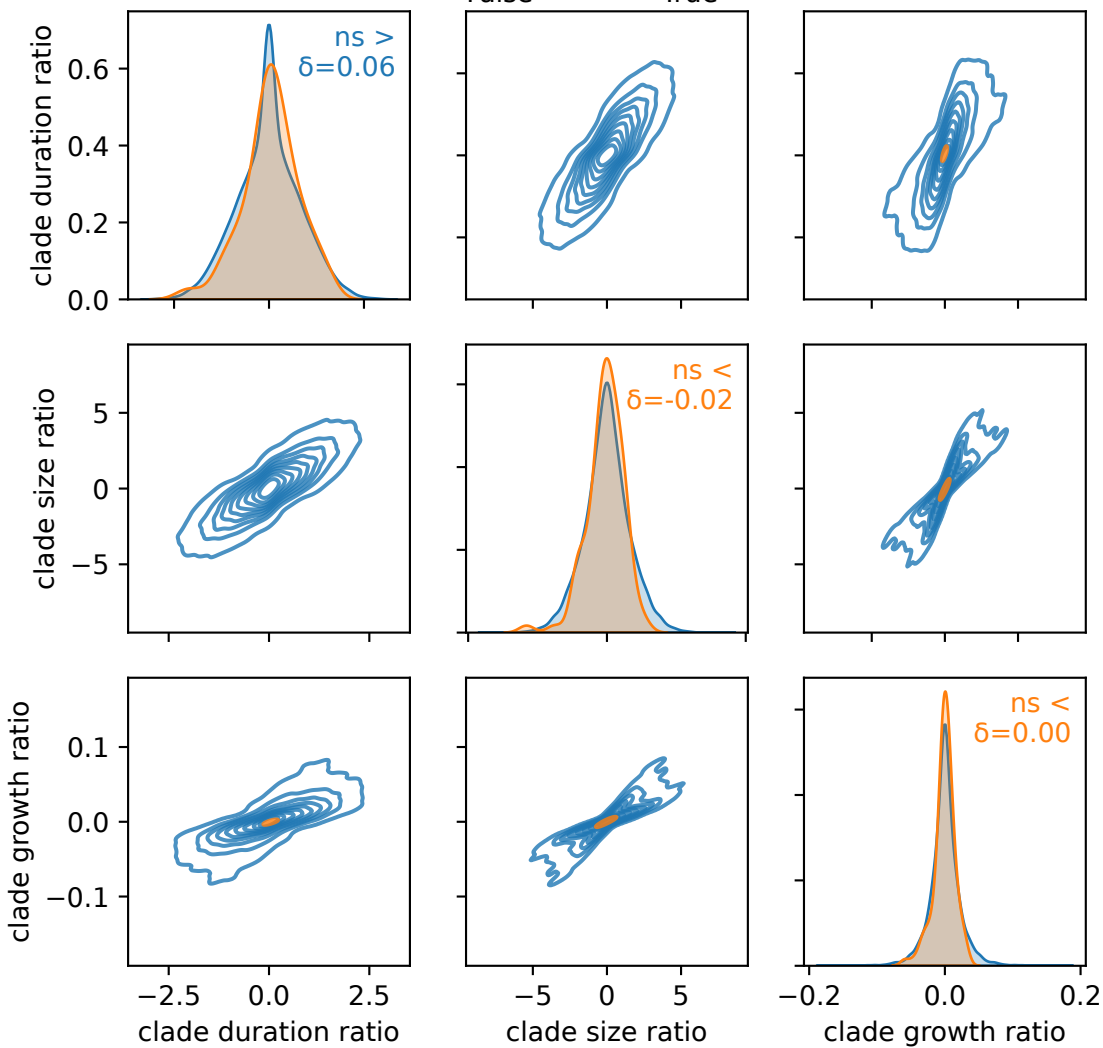 clade duration ratio
0.6
0.4
0.2
0.0
ns >
δ=0.06
clade size ratio
5
0
−5
ns <
δ=-0.02
clade growth ratio
0.1
0.0
−0.1
ns <
δ=0.00
−2.5 0.0 2.5
−5 0 5
−0.2 0.0 0.2
clade duration ratio
clade size ratio
clade growth ratio